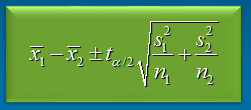 x̄₁ − x̄₂ ± t_{α/2} √(s₁²/n₁ + s₂²/n₂)